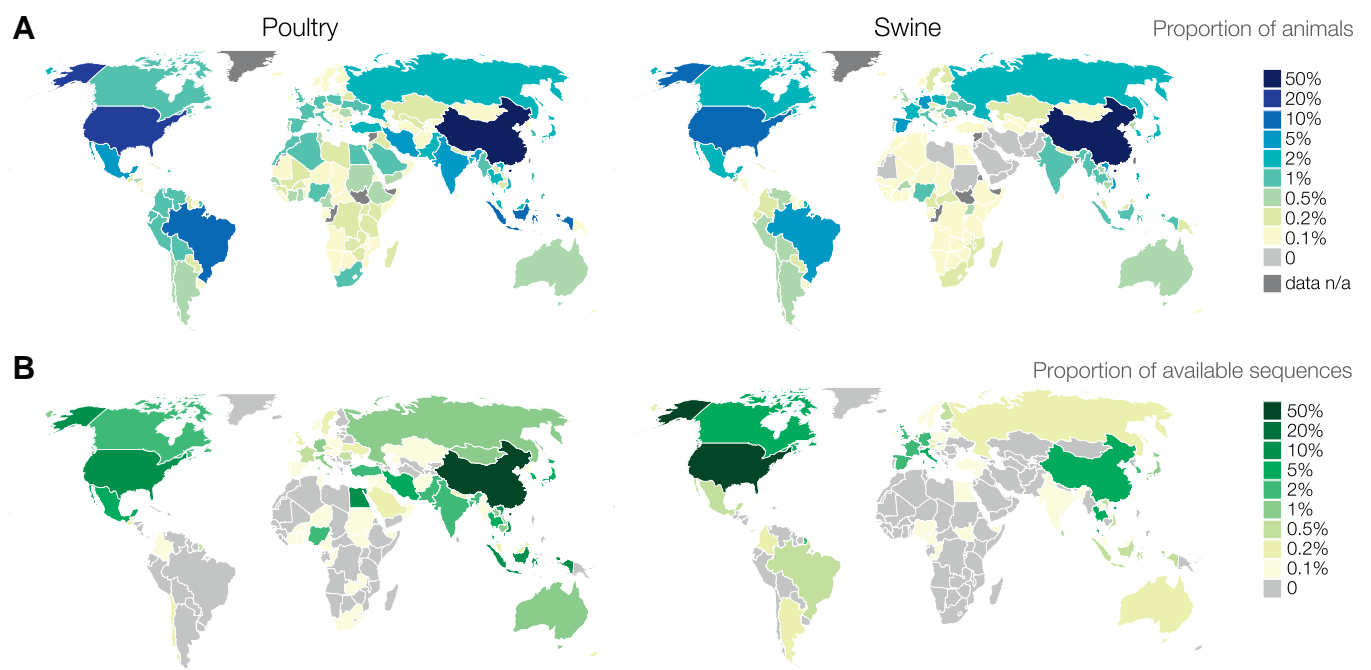 A
Poultry
Swine
Proportion of animals
50%
20%
10%
5%
2%
1%
0.5%
0.2%
0.1%
0
data n/a
B
Proportion of available sequences
50%
20%
10%
5%
2%
1%
0.5%
0.2%
0.1%
0